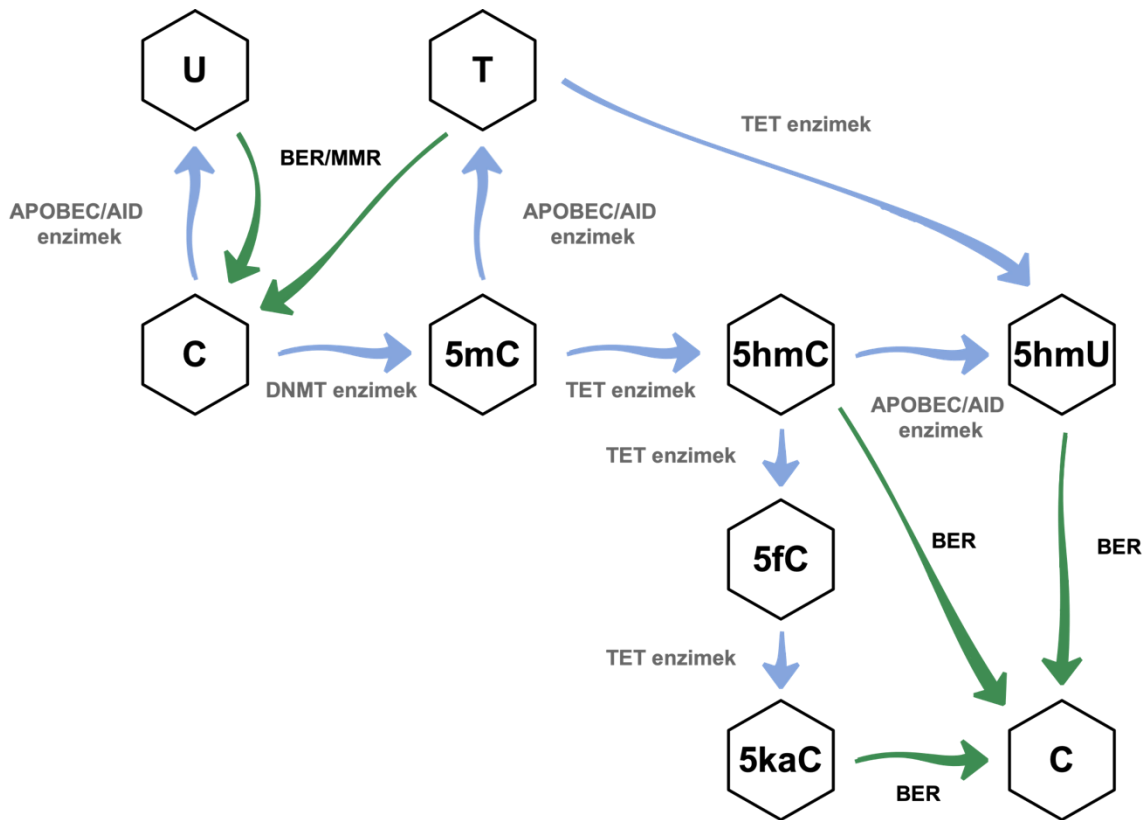 U
T
TET enzimek
BER/MMR
APOBEC/AID
enzimek
APOBEC/AID
enzimek
C
5mC
5hmC
5hmU
DNMT enzimek
TET enzimek
APOBEC/AID
enzimek
TET enzimek
5fC
BER
BER
TET enzimek
5kaC
C
BER